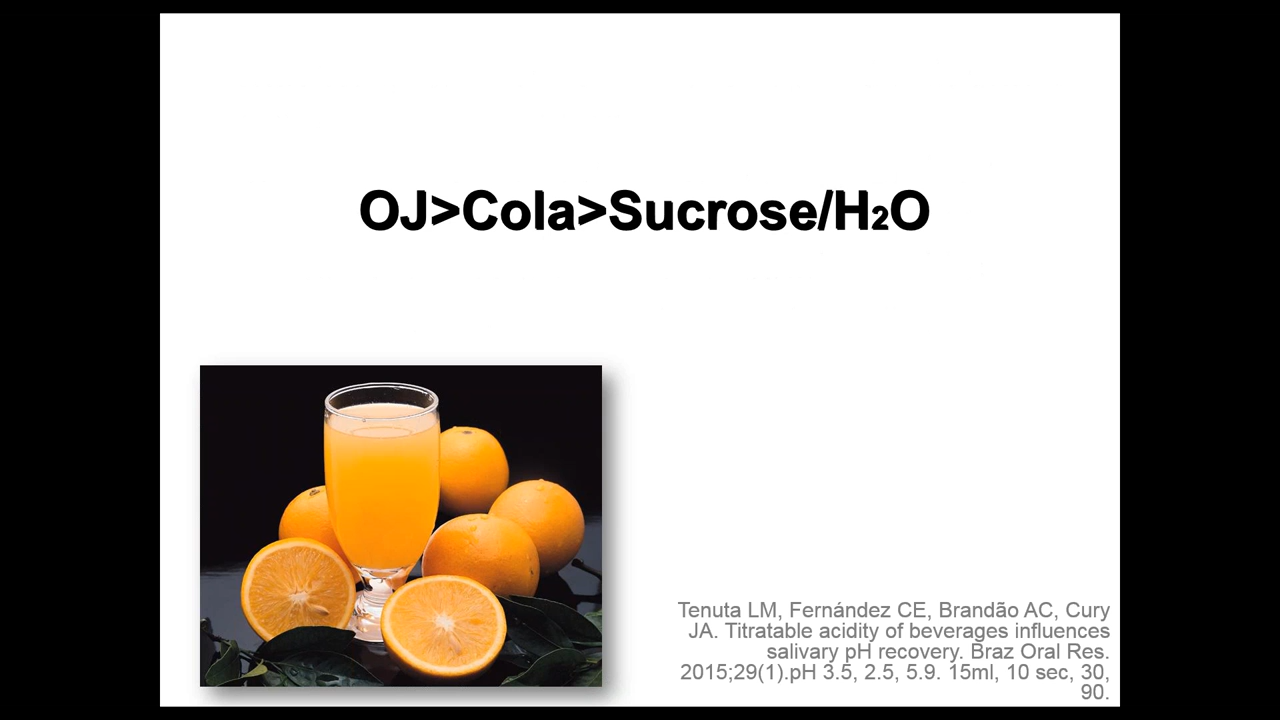 OJ>Cola>Sucrose/H₂O
Tenuta LM, Fernández CE, Brandão AC, Cury
JA. Titratable acidity of beverages influences
salivary pH recovery. Braz Oral Res.
2015;29(1).pH 3.5, 2.5, 5.9. 15ml, 10 sec, 30,
90.